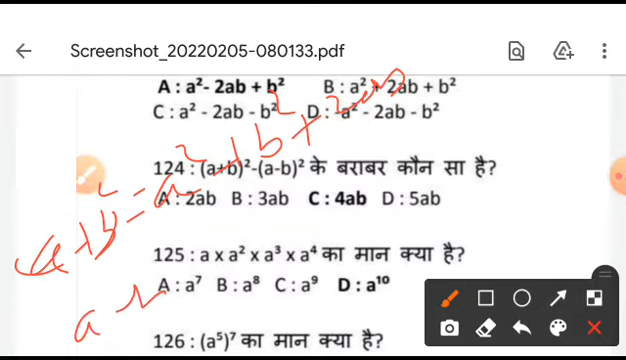 Screenshot_20220205-080133.pdf
A : a² - 2ab + b² B : a² + 2ab + b²
C : a² - 2ab - b² D : -a² - 2ab - b²
124 : (a+b)²-(a-b)² के बराबर कौन सा है?
A : 2ab B : 3ab C : 4ab D : 5ab
125 : a x a² x a³ x a⁴ का मान क्या है?
A : a⁷ B : a⁸ C : a⁹ D : a¹⁰
126 : (a⁵)⁷ का मान क्या है?